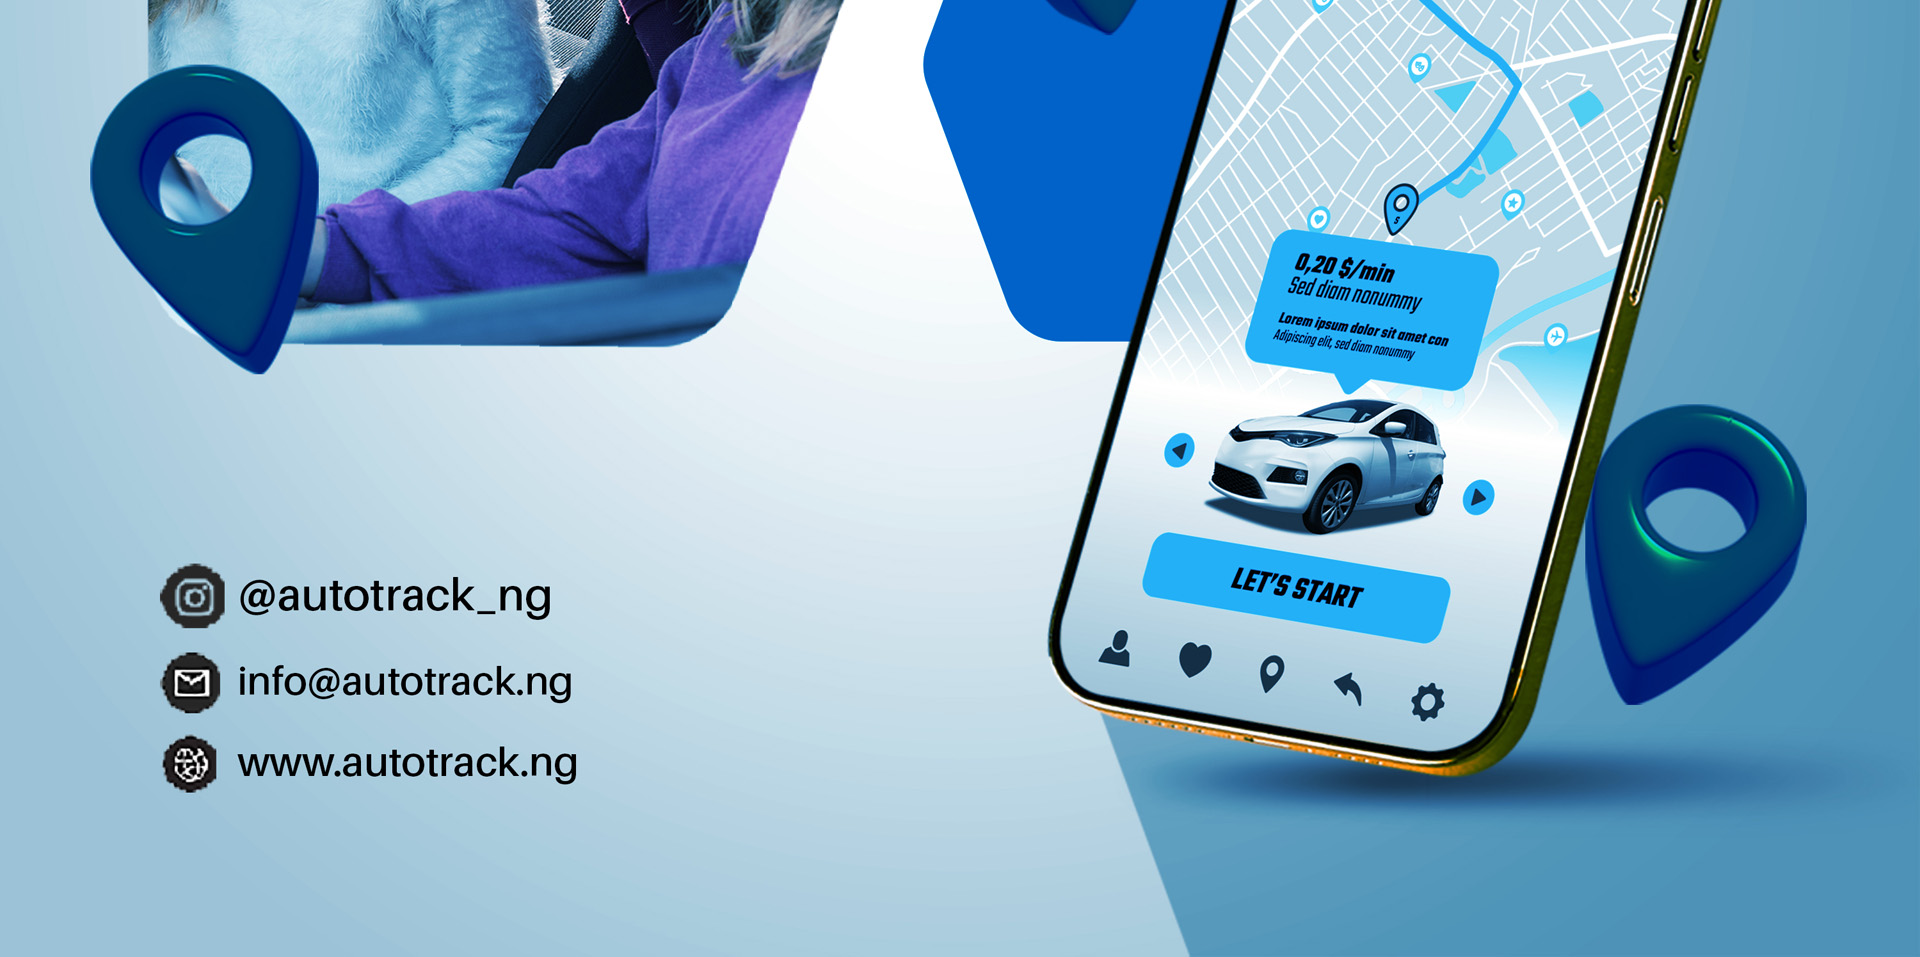 0,20 $/min
Sed diam nonummy
Lorem ipsum dolor sit amet con
Adipiscing elit, sed diam nonummy
LET'S START
@autotrack_ng
info@autotrack.ng
www.autotrack.ng